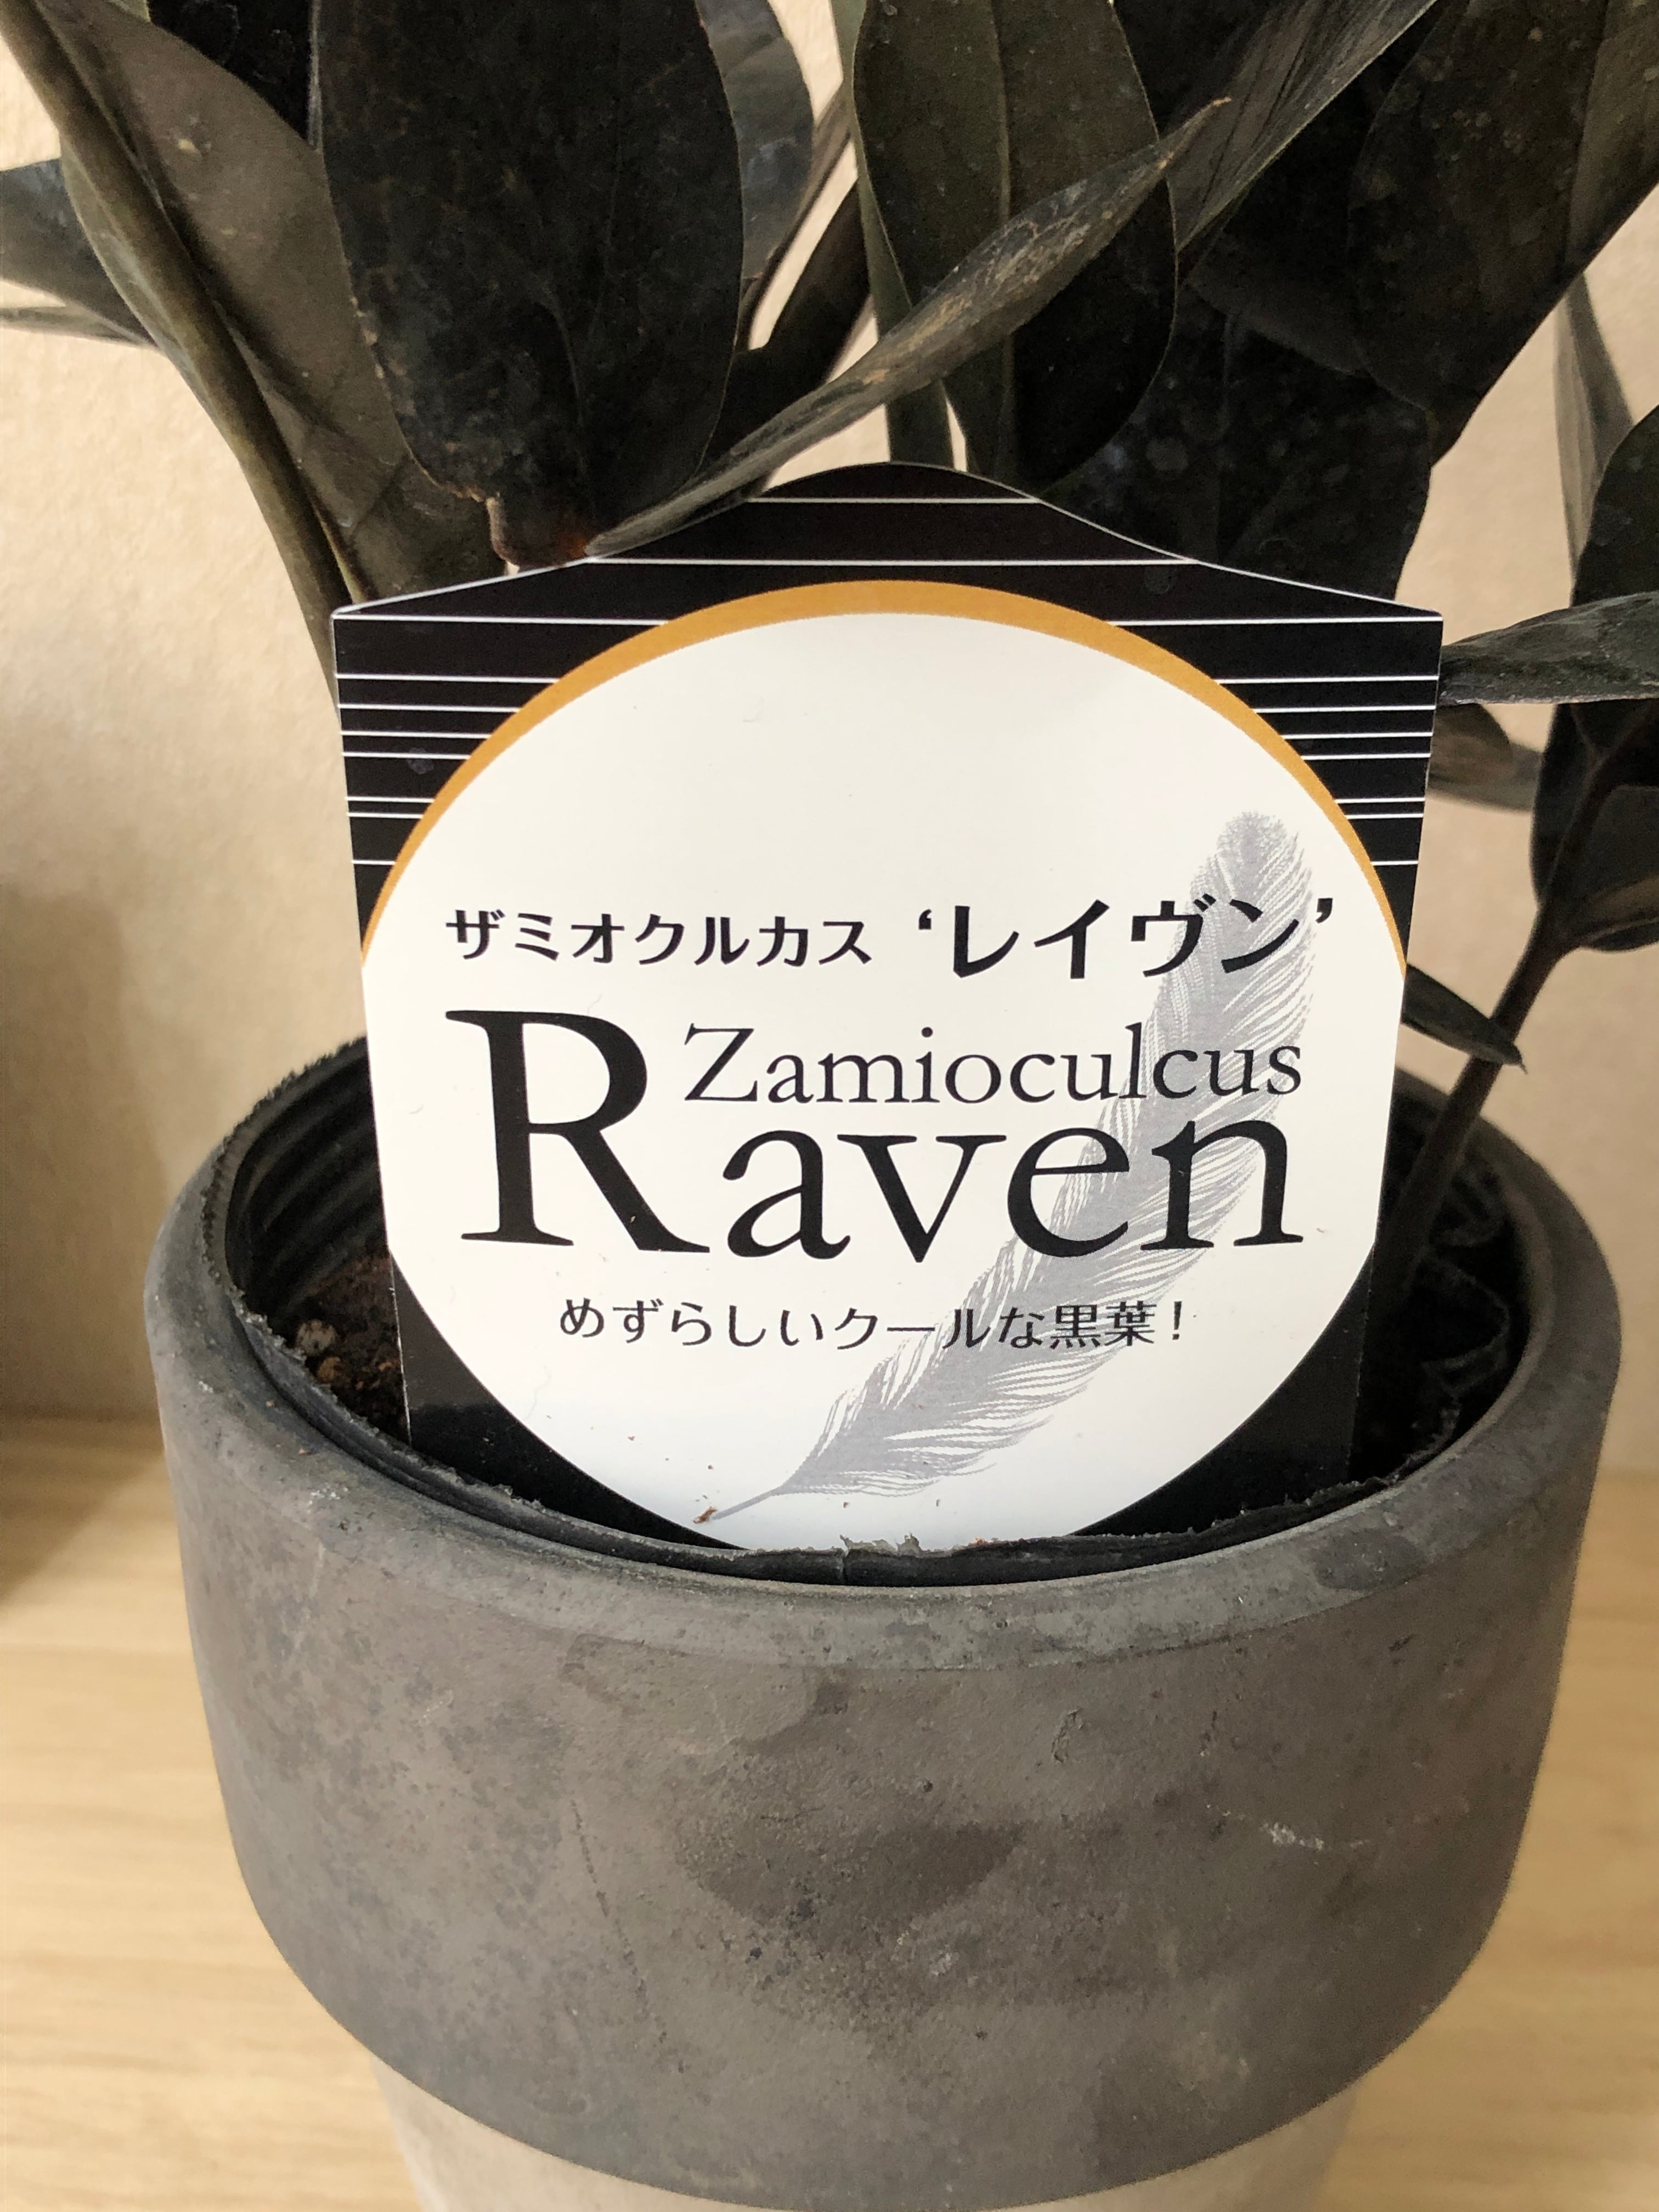 ザミオクルカス ‘レイヴン’
Zamioculcus
Raven
めずらしいクールな黒葉!